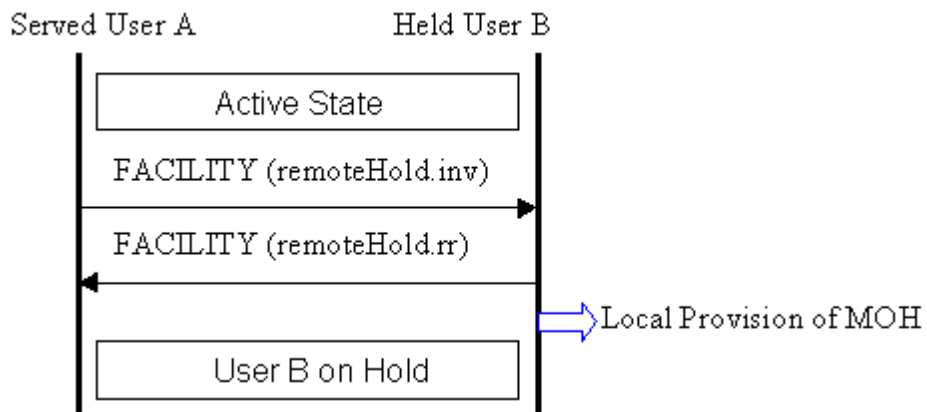 Served User A
Held User B
Active State
FACILITY (remoteHold.inv)
FACILITY (remoteHold.rr)
Local Provision of MOH
User B on Hold